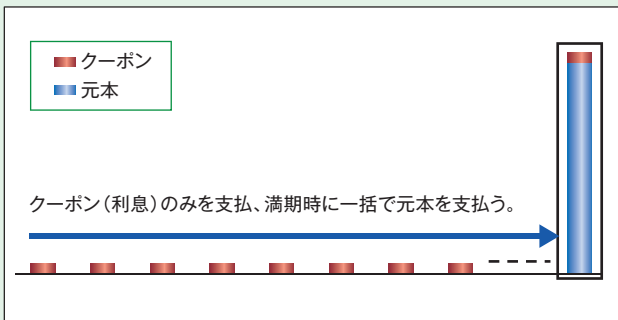 クーポン
元本
クーポン（利息）のみを支払、満期時に一括で元本を支払う。